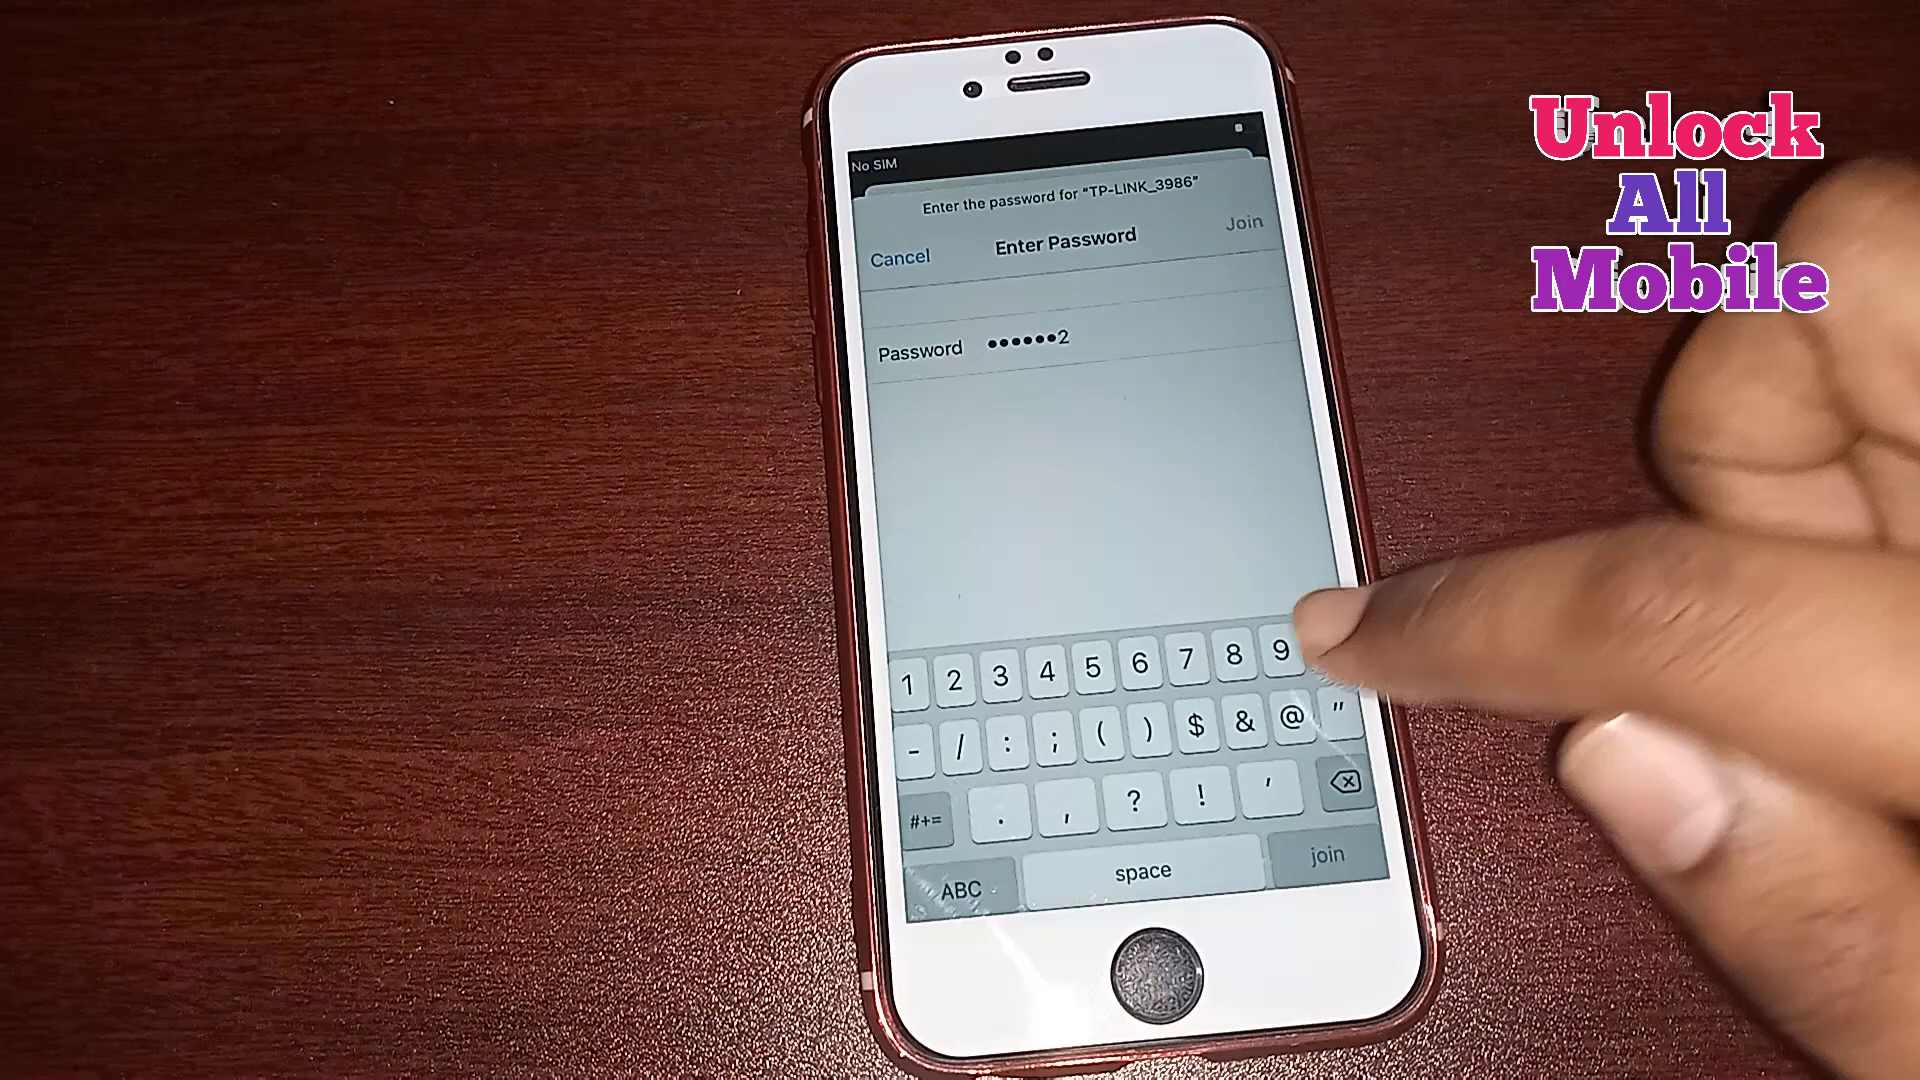 Unlock
All
Mobile
No SIM
Enter the password for “TP-LINK_3986”
Cancel Enter Password Join
Password ••••••2
1 2 3 4 5 6 7 8 9
- / : ; ( ) $ & @ "
#+= . , ? ! '
ABC space join